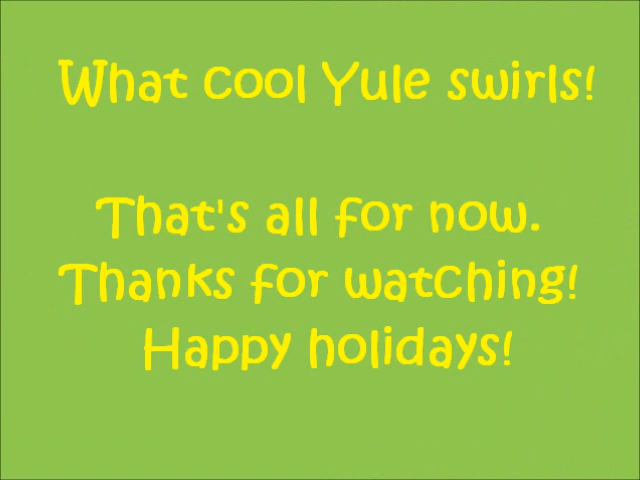 What cool Yule swirls!
That's all for now.
Thanks for watching!
Happy holidays!